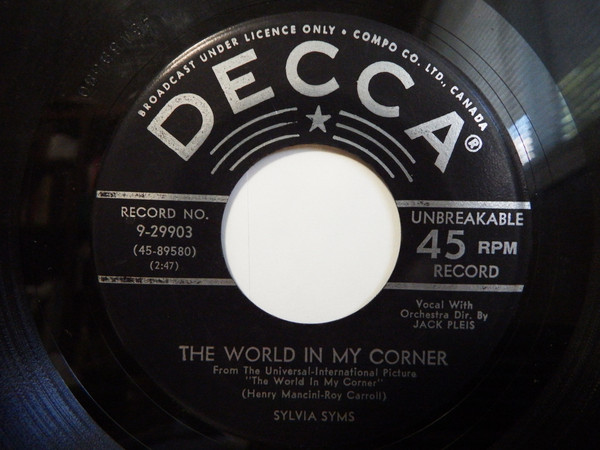 BROADCAST UNDER LICENCE ONLY • COMPO CO. LTD., CANADA
DECCA®
RECORD NO.
9-29903
(45-89580)
(2:47)
UNBREAKABLE
45 RPM
RECORD
Vocal With
Orchestra Dir. By
JACK PLEIS
THE WORLD IN MY CORNER
From The Universal-International Picture
"The World In My Corner"
(Henry Mancini-Roy Carroll)
SYLVIA SYMS